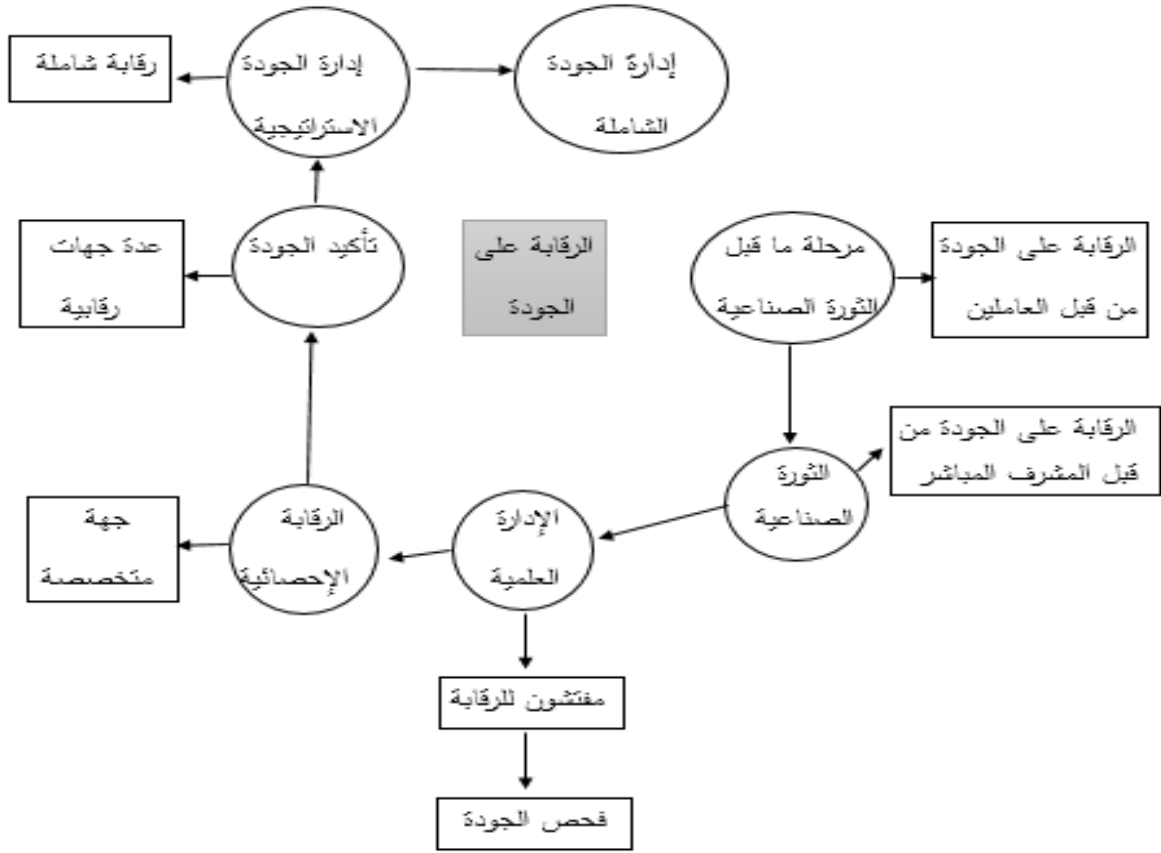 إدارة الجودة
الشاملة
إدارة الجودة
الاستراتيجية
رقابة شاملة
الرقابة على الجودة
من قبل العاملين
مرحلة ما قبل
الثورة الصناعية
الرقابة على
الجودة
تأكيد الجودة
عدة جهات
رقابية
الرقابة على الجودة من
قبل المشرف المباشر
الثورة
الصناعية
الإدارة
العلمية
الرقابة
الإحصائية
جهة
متخصصة
مفتشون للرقابة
فحص الجودة